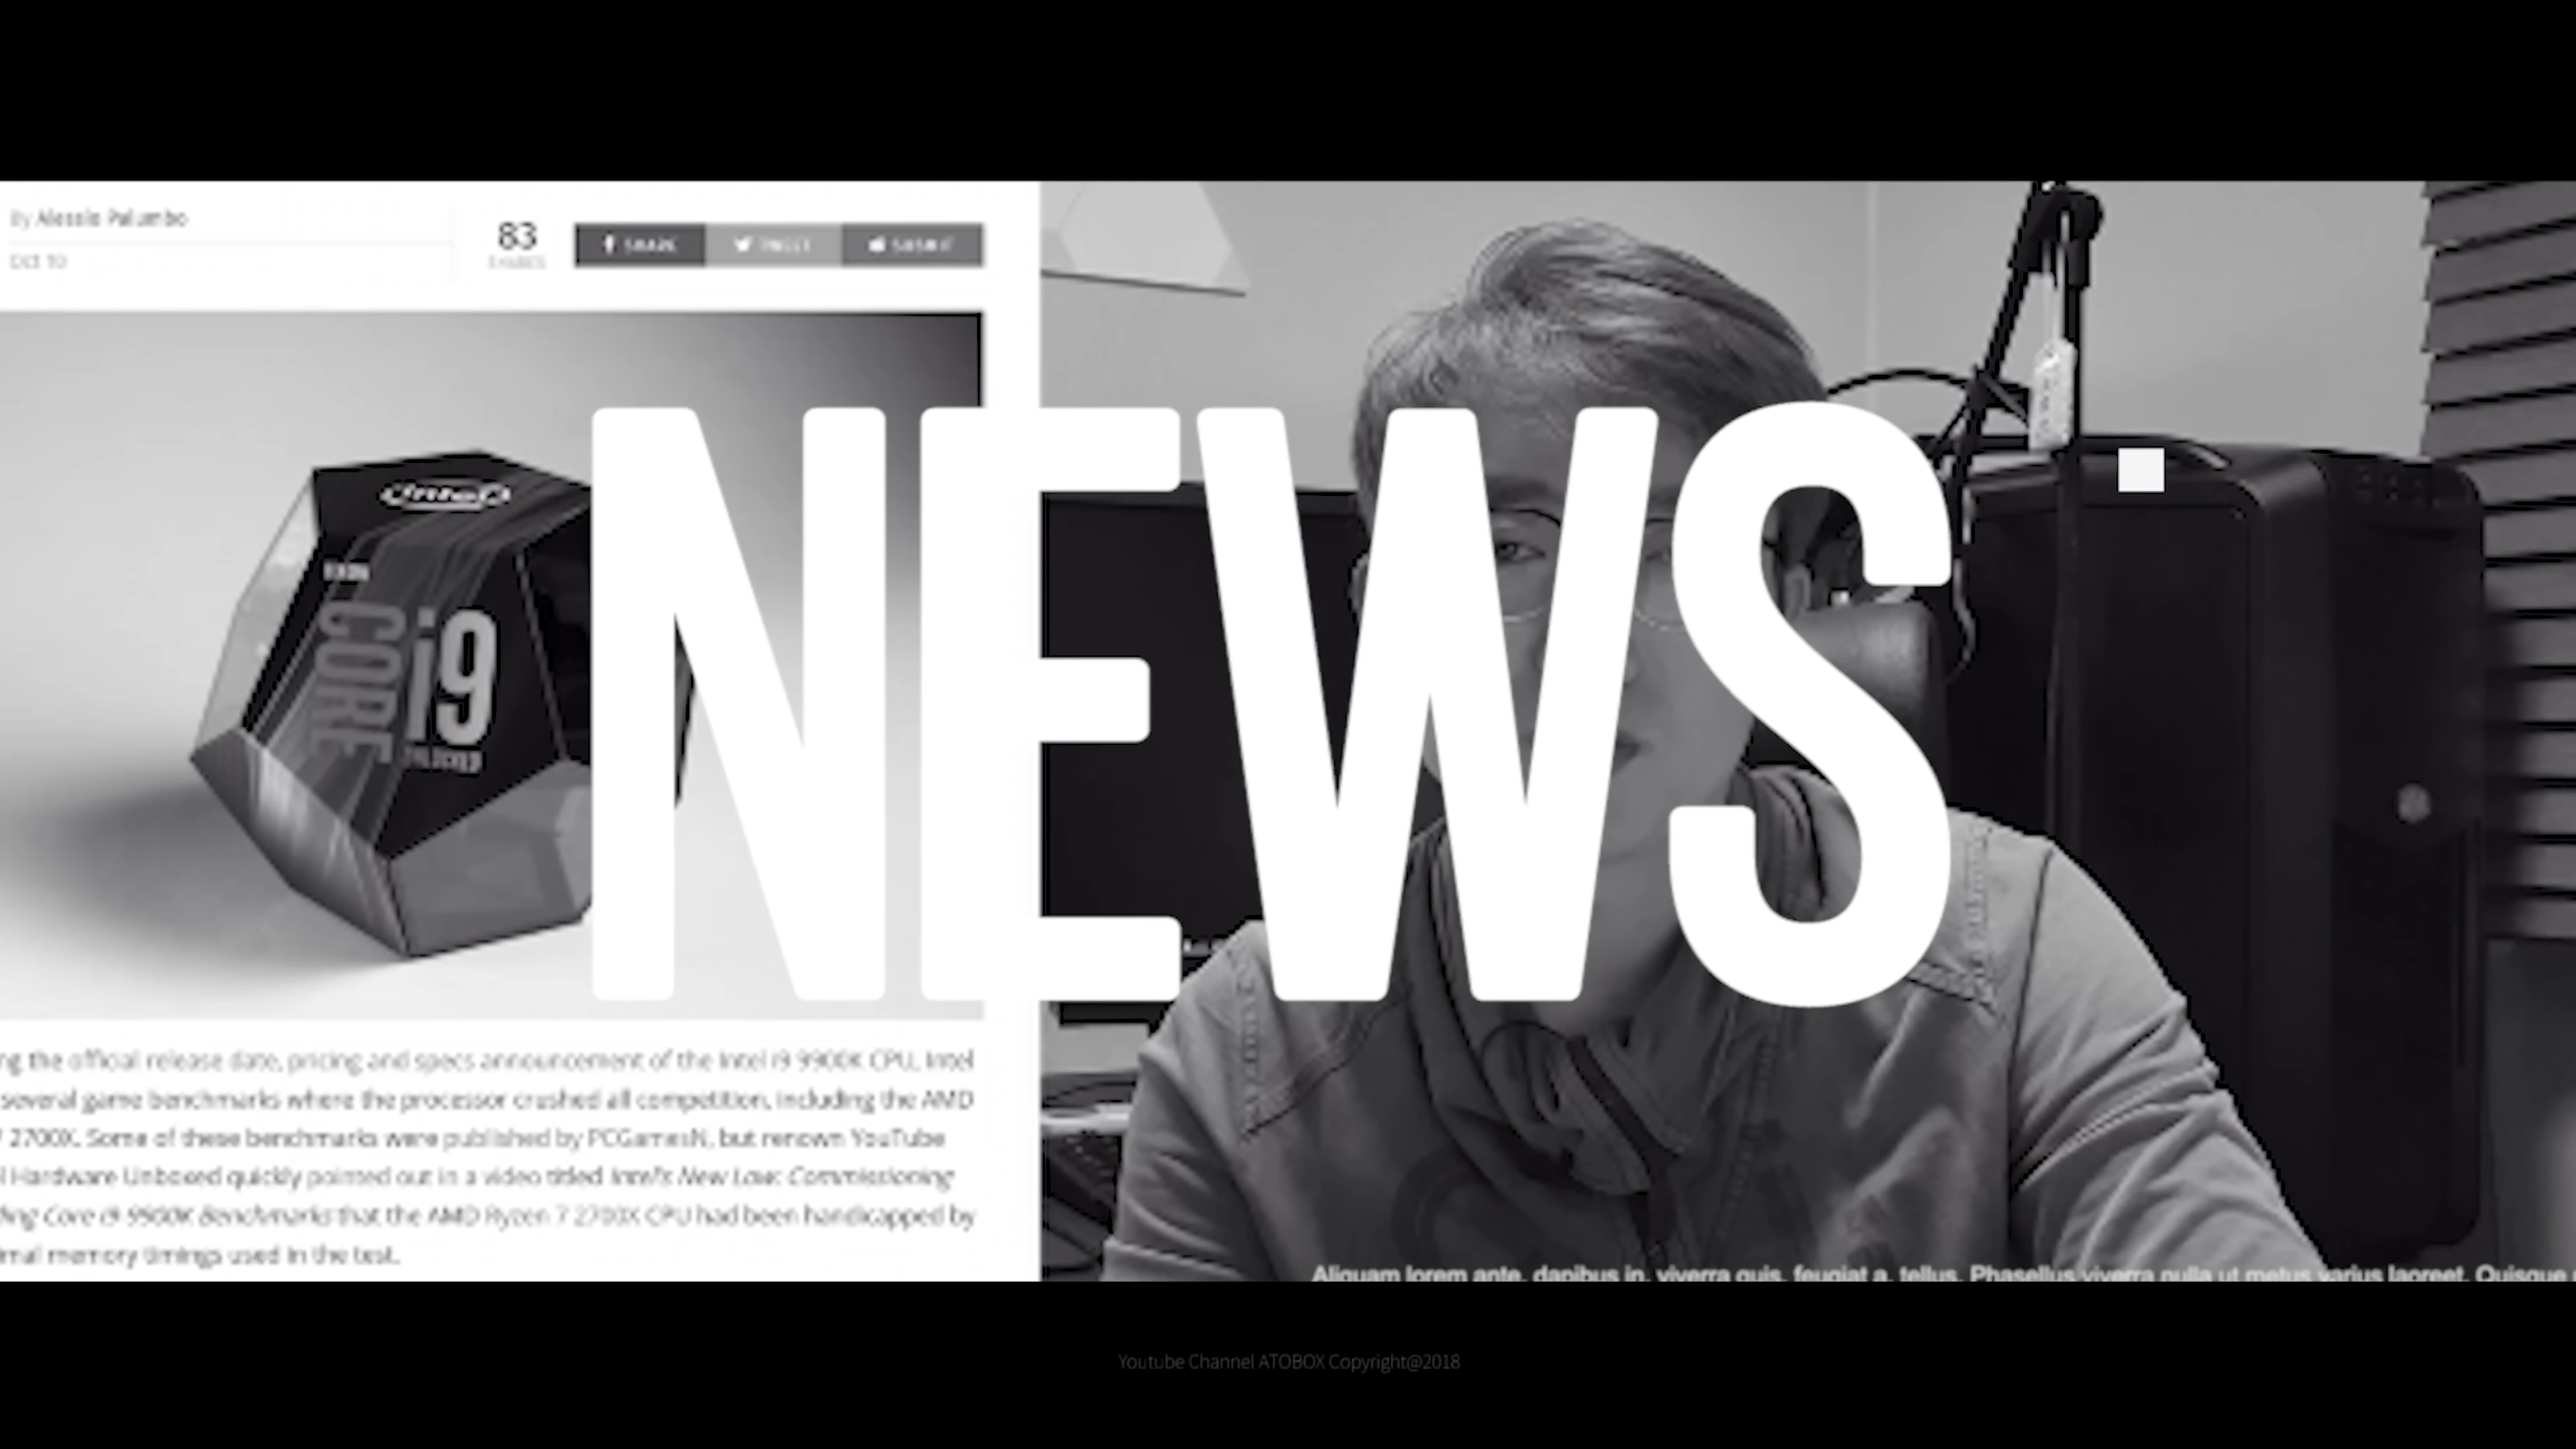 By Alessio Palumbo
Oct 10
83
SHARES
SHARE
TWEET
SUBMIT
intel
CORE
i9
NEWS
ng the official release date, pricing and specs announcement of the Intel i9 9900K CPU, Intel
several game benchmarks where the processor crushed all competition, including the AMD
7 2700X. Some of these benchmarks were published by PCGamesN, but renown YouTube
l Hardware Unboxed quickly pointed out in a video titled Intel's New Low: Commissioning
ding Core i9 9900K Benchmarks that the AMD Ryzen 7 2700X CPU had been handicapped by
imal memory timings used in the test.
Aliquam lorem ante, dapibus in, viverra quis, feugiat a, tellus. Phasellus viverra nulla ut metus varius laoreet. Quisque
Youtube Channel ATOBOX Copyright@2018